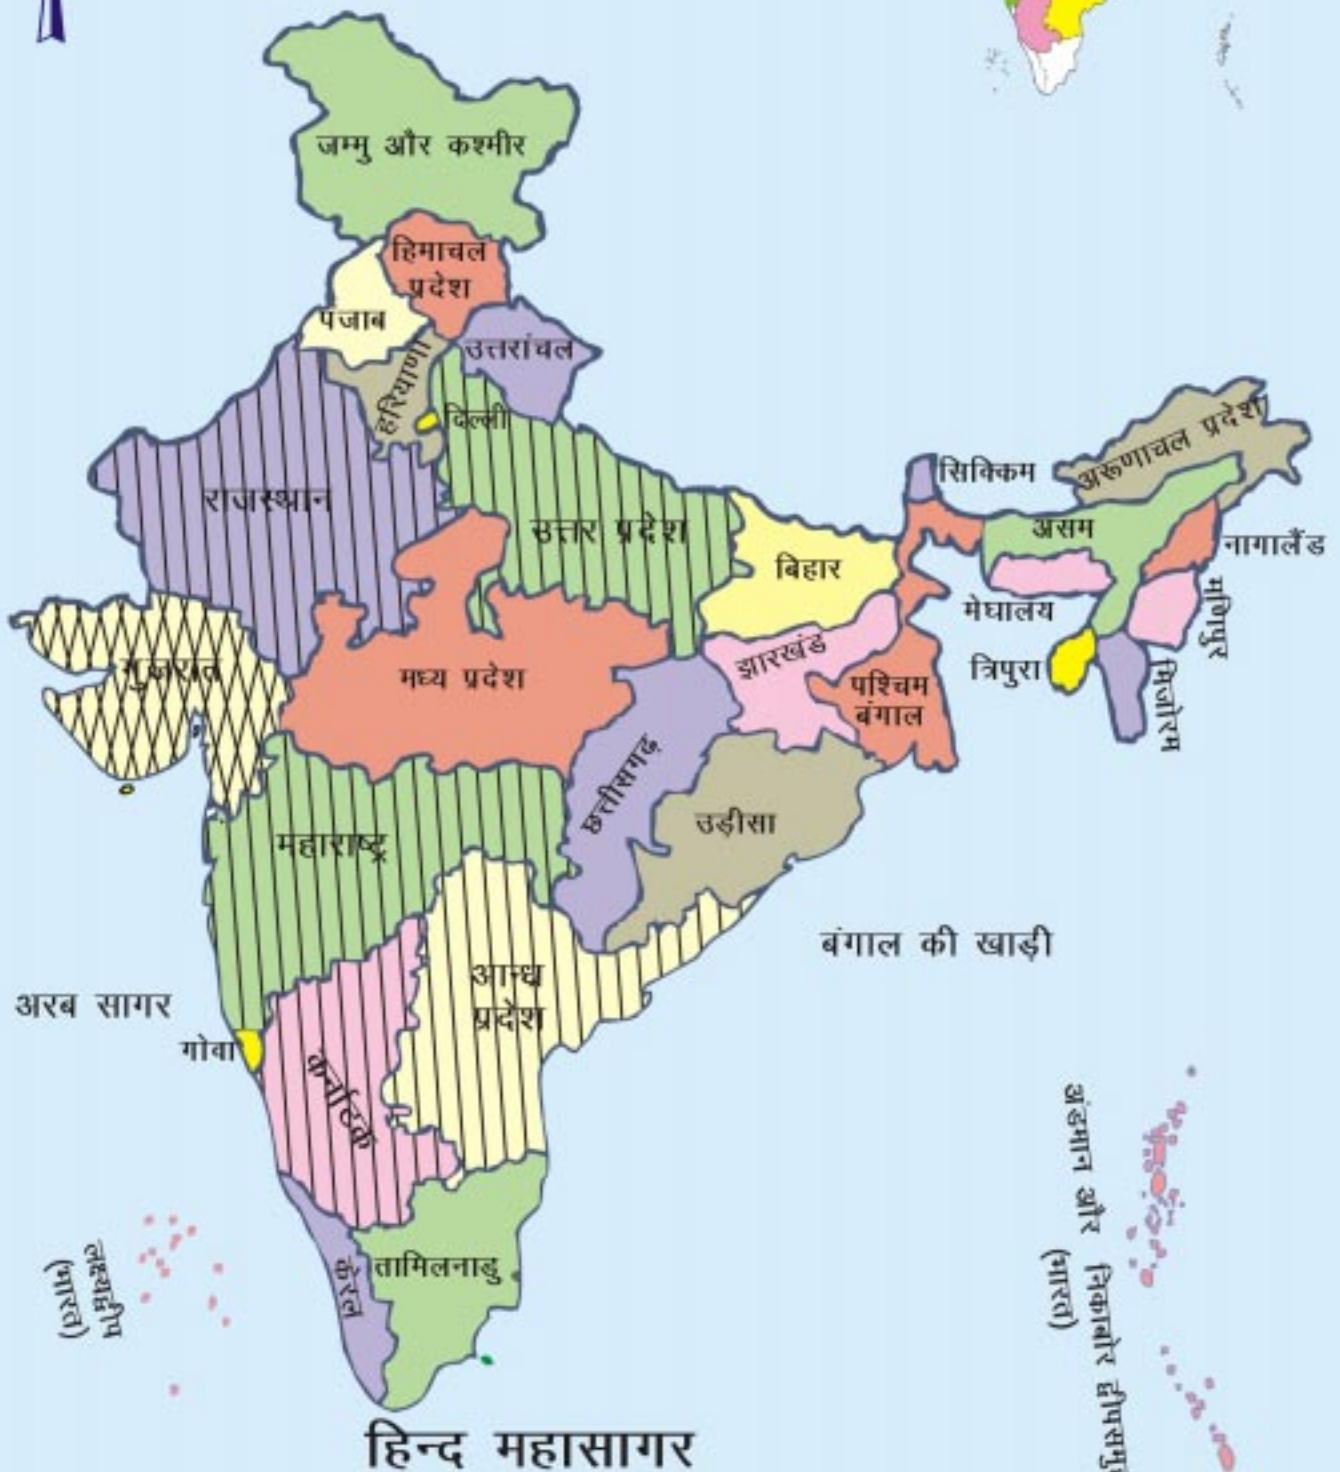 जम्मु और कश्मीर
हिमाचल
प्रदेश
पंजाब
उत्तरांचल
हरियाणा
दिल्ली
राजस्थान
उत्तर प्रदेश
बिहार
सिक्किम
अरूणाचल प्रदेश
असम
नागालैंड
मेघालय
मणिपुर
त्रिपुरा
मिजोरम
गुजरात
मध्य प्रदेश
झारखंड
पश्चिम
बंगाल
छत्तीसगढ़
उड़ीसा
महाराष्ट्र
आन्ध्र
प्रदेश
बंगाल की खाड़ी
अरब सागर
गोवा
कर्नाटक
केरल
तामिलनाडु
(भारत)
अंडमान और निकाबोर द्वीपसमु
(भारत)
हिन्द महासागर